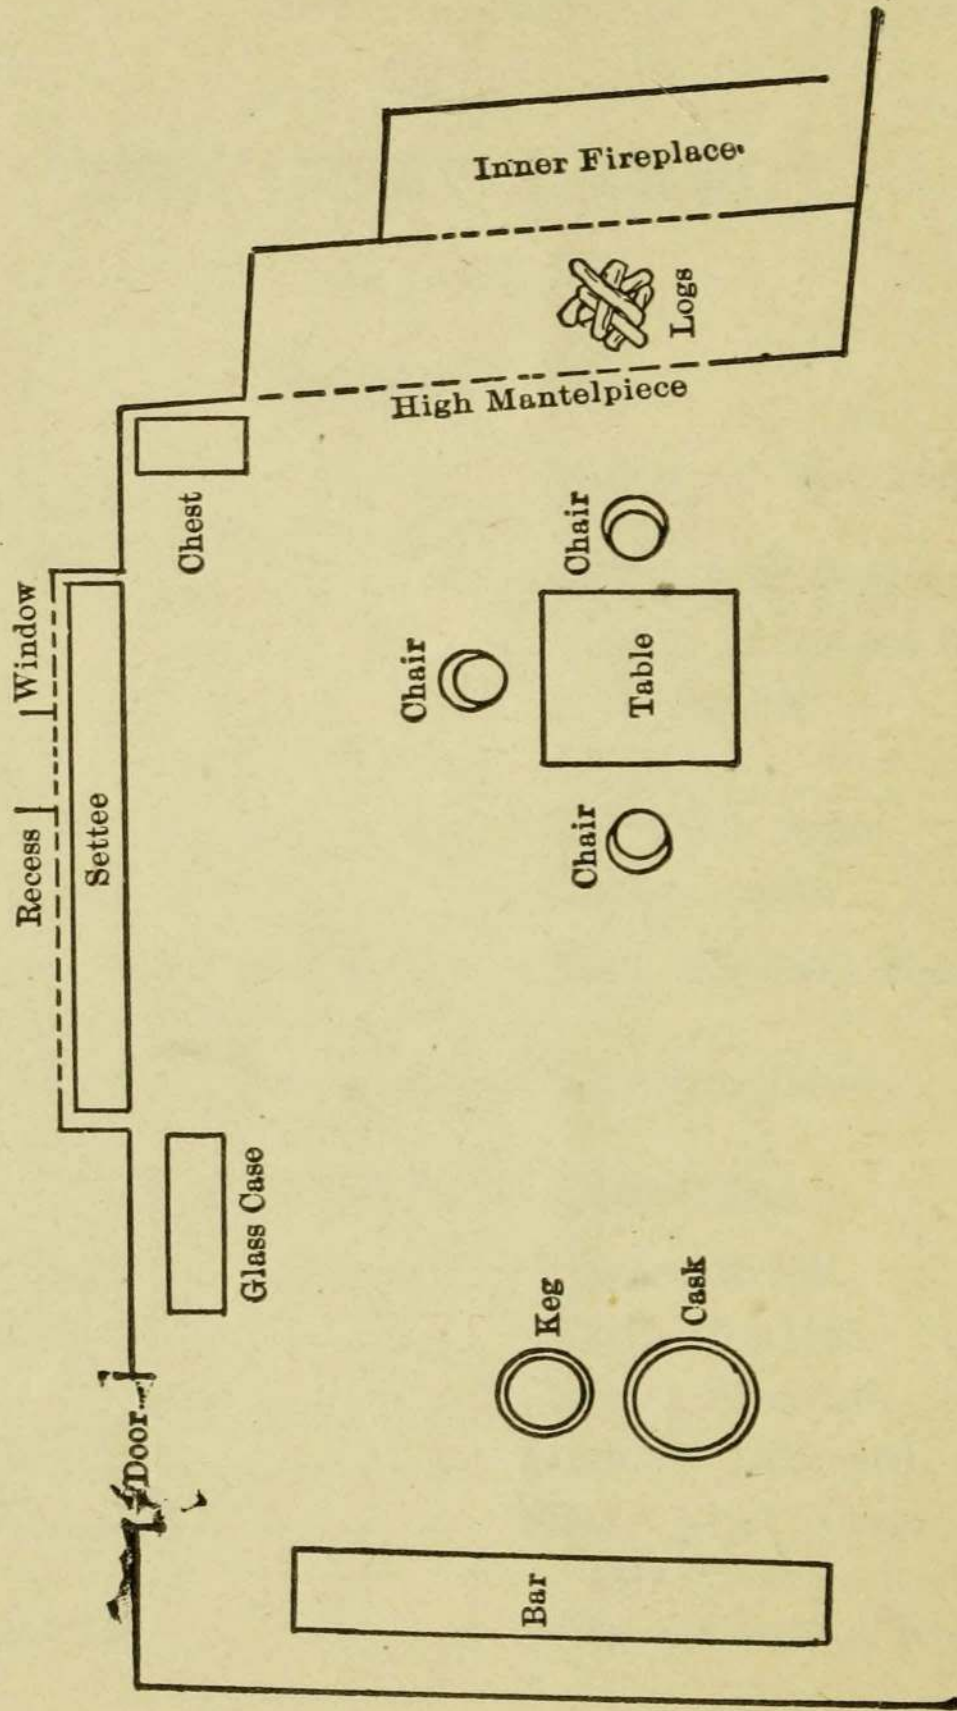 Recess
Window
Settee
Door
Glass Case
Chest
Inner Fireplace
High Mantelpiece
Logs
Chair
Chair
Chair
Table
Keg
Cask
Bar